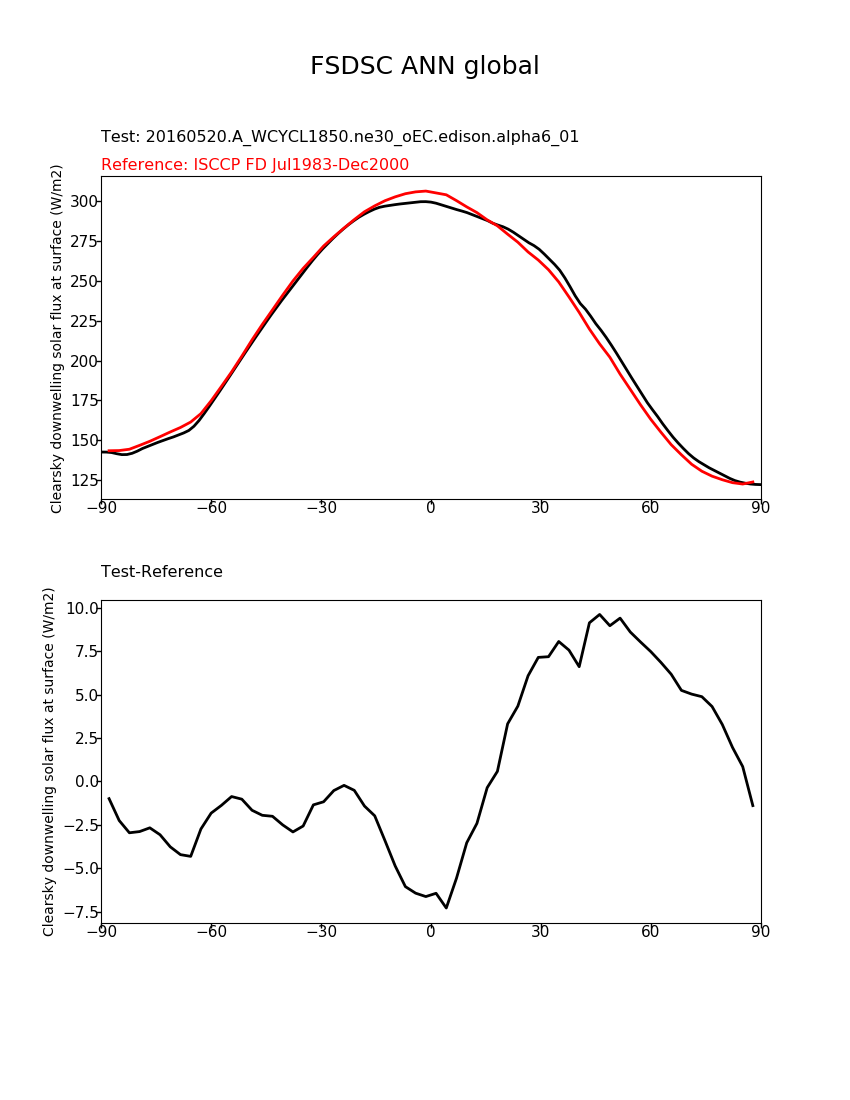 FSDSC ANN global
Test: 20160520.A_WCYCL1850.ne30_oEC.edison.alpha6_01
Reference: ISCCP FD Jul1983-Dec2000
Clearsky downwelling solar flux at surface (W/m2)
300
275
250
225
200
175
150
125
−90 −60 −30 0 30 60 90
Test-Reference
Clearsky downwelling solar flux at surface (W/m2)
10.0
7.5
5.0
2.5
0.0
−2.5
−5.0
−7.5
−90 −60 −30 0 30 60 90